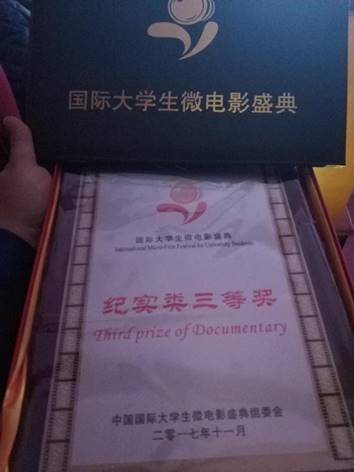 国际大学生微电影盛典
国际大学生微电影盛典
International Micro Film Festival for University Students
纪实类三等奖
Third prize of Documentary
中国国际大学生微电影盛典组委会
二〇一七年十一月